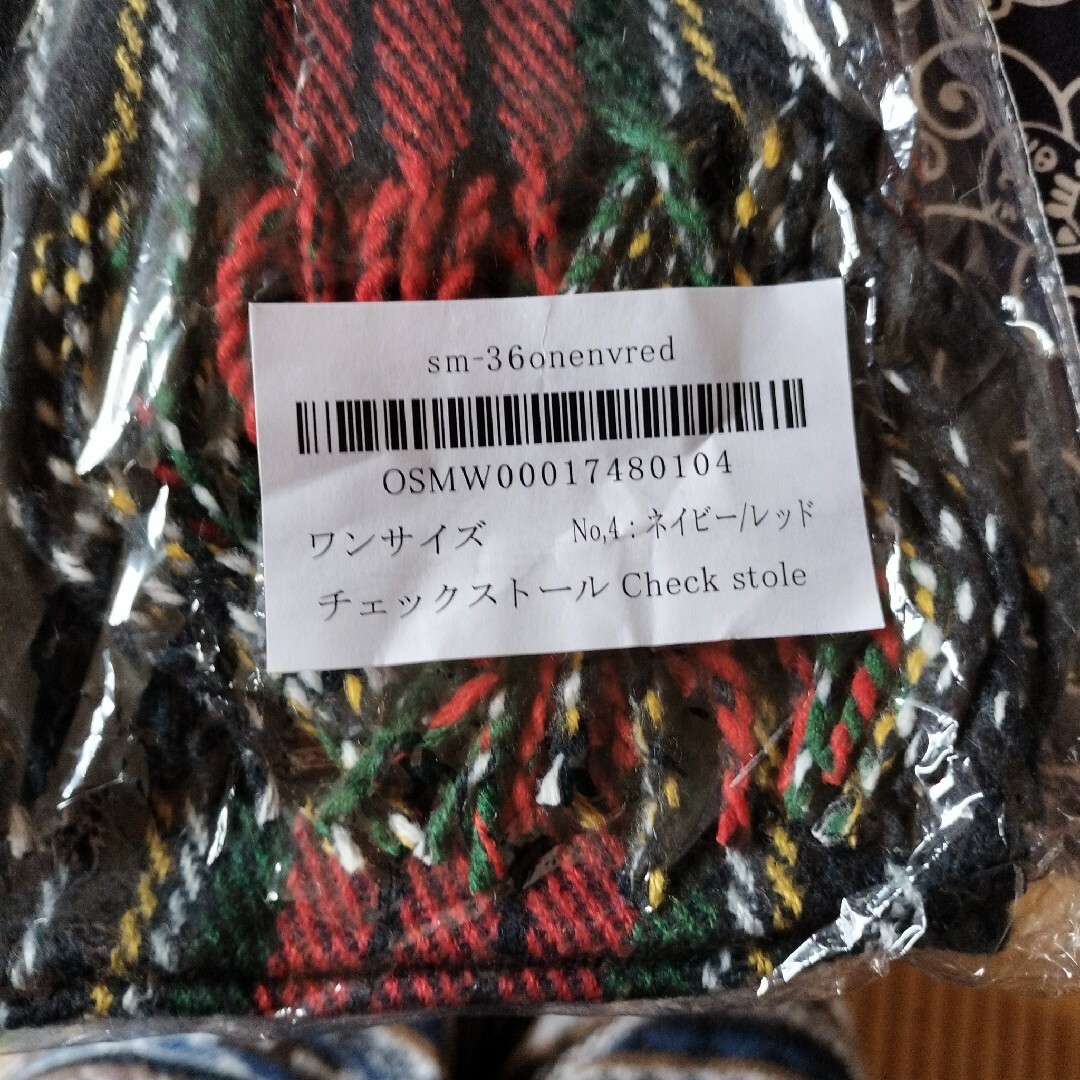 sm-36onenvred
OSMW00017480104
ワンサイズ No,4：ネイビー/レッド
チェックストール Check stole